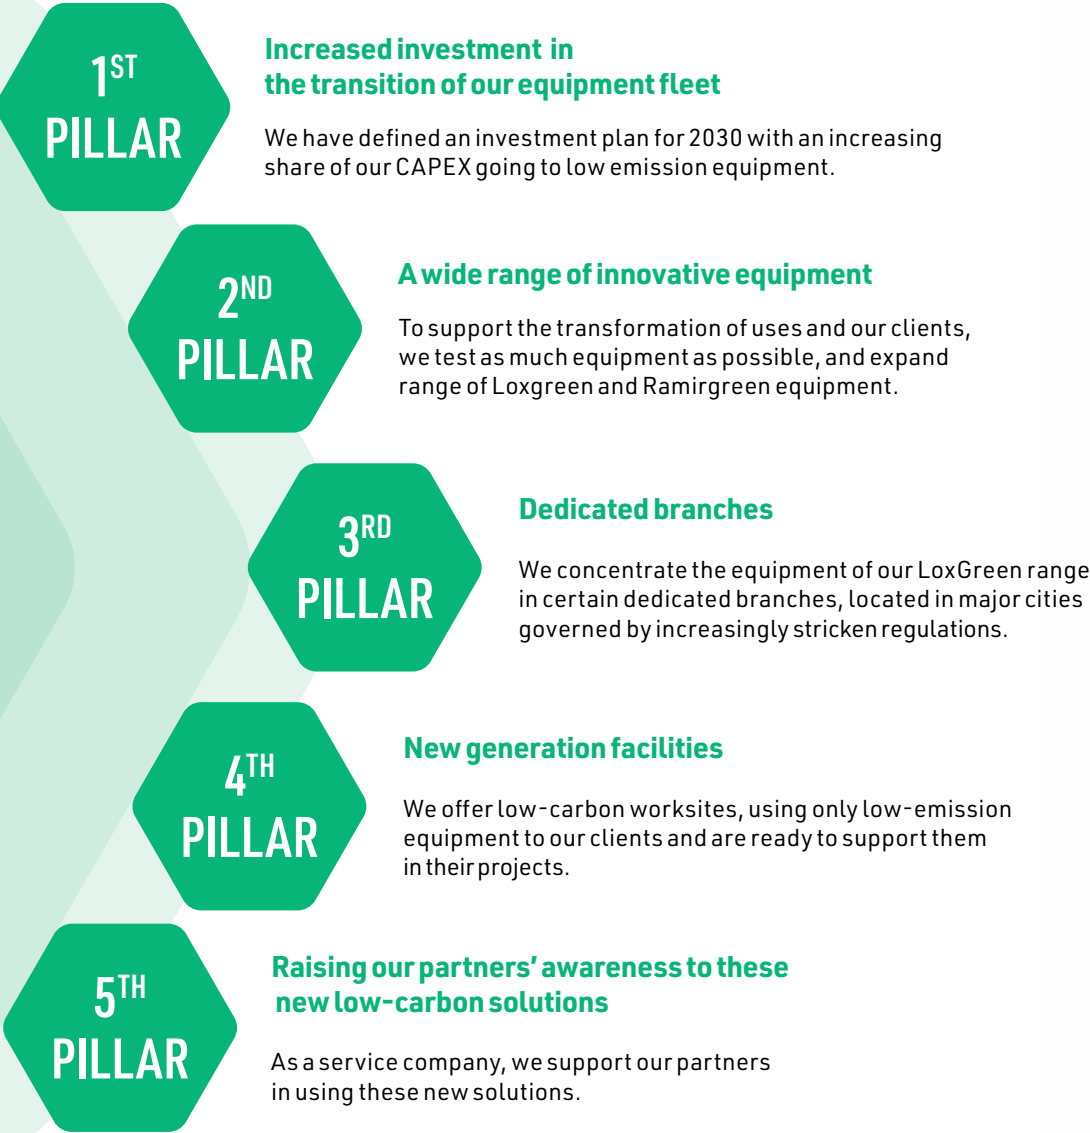 1ST
PILLAR
Increased investment in
the transition of our equipment fleet
We have defined an investment plan for 2030 with an increasing
share of our CAPEX going to low emission equipment.
2ND
PILLAR
A wide range of innovative equipment
To support the transformation of uses and our clients,
we test as much equipment as possible, and expand
range of Loxgreen and Ramirgreen equipment.
3RD
PILLAR
Dedicated branches
We concentrate the equipment of our LoxGreen range
in certain dedicated branches, located in major cities
governed by increasingly stricken regulations.
4TH
PILLAR
New generation facilities
We offer low-carbon worksites, using only low-emission
equipment to our clients and are ready to support them
in their projects.
5TH
PILLAR
Raising our partners’ awareness to these
new low-carbon solutions
As a service company, we support our partners
in using these new solutions.